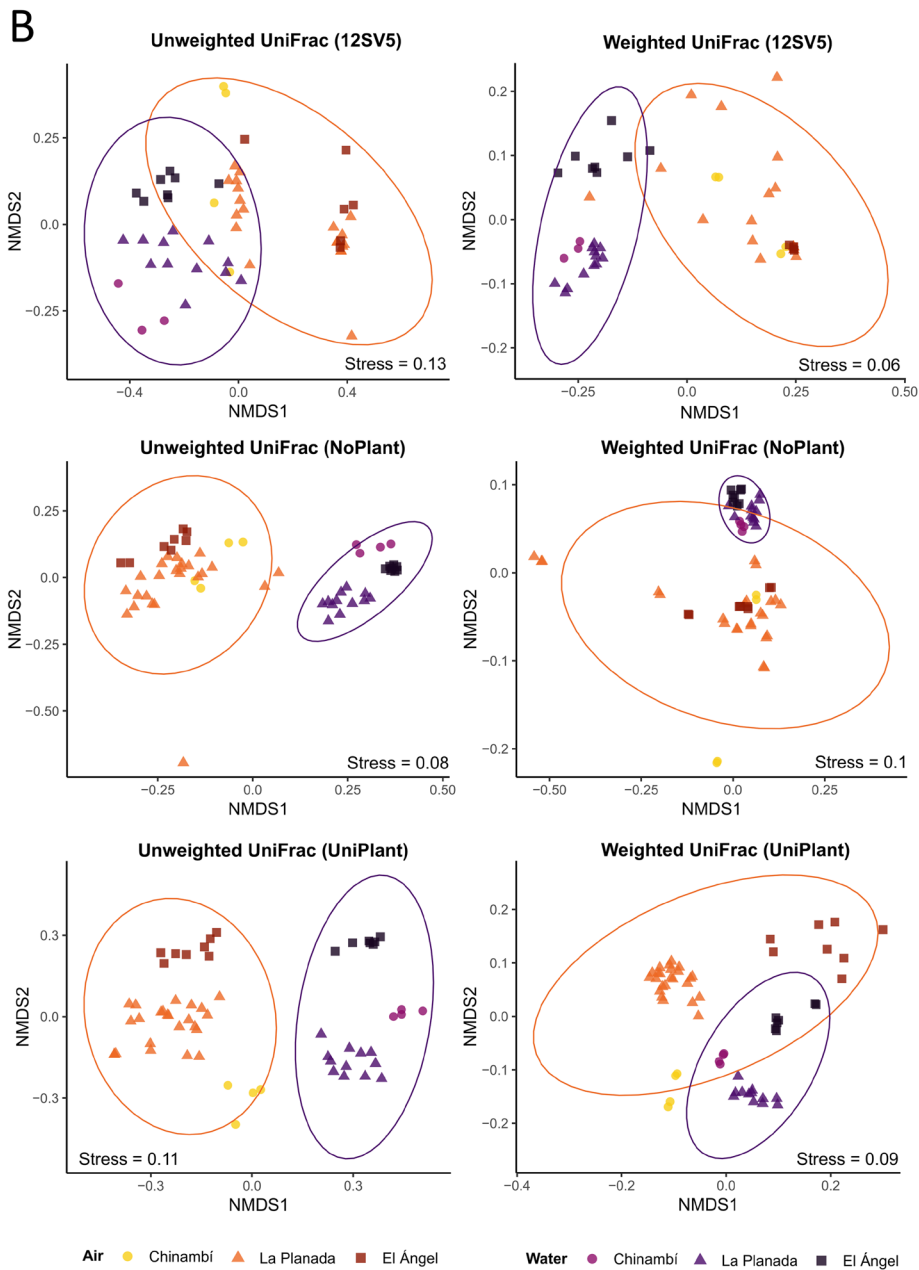 B
Unweighted UniFrac (12SV5)
0.25
0.0
−0.25
NMDS2
−0.4
0.0
0.4
NMDS1
Stress = 0.13
Weighted UniFrac (12SV5)
0.2
0.1
−0.0
−0.1
−0.2
NMDS2
−0.25
0.0
0.25
0.50
NMDS1
Stress = 0.06
Unweighted UniFrac (NoPlant)
0.25
0.0
−0.25
−0.50
NMDS2
−0.25
0.0
0.25
0.50
NMDS1
Stress = 0.08
Weighted UniFrac (NoPlant)
0.1
0.0
−0.1
−0.2
NMDS2
−0.50
−0.25
0.0
0.25
NMDS1
Stress = 0.1
Unweighted UniFrac (UniPlant)
0.3
0.0
−0.3
NMDS2
−0.3
0.0
0.3
NMDS1
Stress = 0.11
Weighted UniFrac (UniPlant)
0.2
0.1
0.0
−0.1
−0.2
NMDS2
−0.4
−0.2
0.0
0.2
NMDS1
Stress = 0.09
Air Chinambí La Planada El Ángel
Water Chinambí La Planada El Ángel